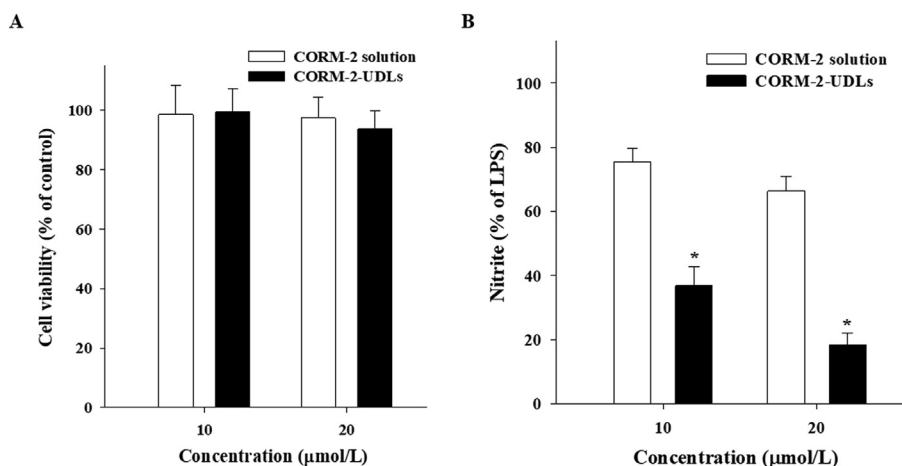 A
CORM-2 solution
CORM-2-UDLs
Cell viability (% of control)
100
80
60
40
20
0
10 20
Concentration (μmol/L)
B
CORM-2 solution
CORM-2-UDLs
Nitrite (% of LPS)
100
80
60
40
20
0
*
*
10 20
Concentration (μmol/L)